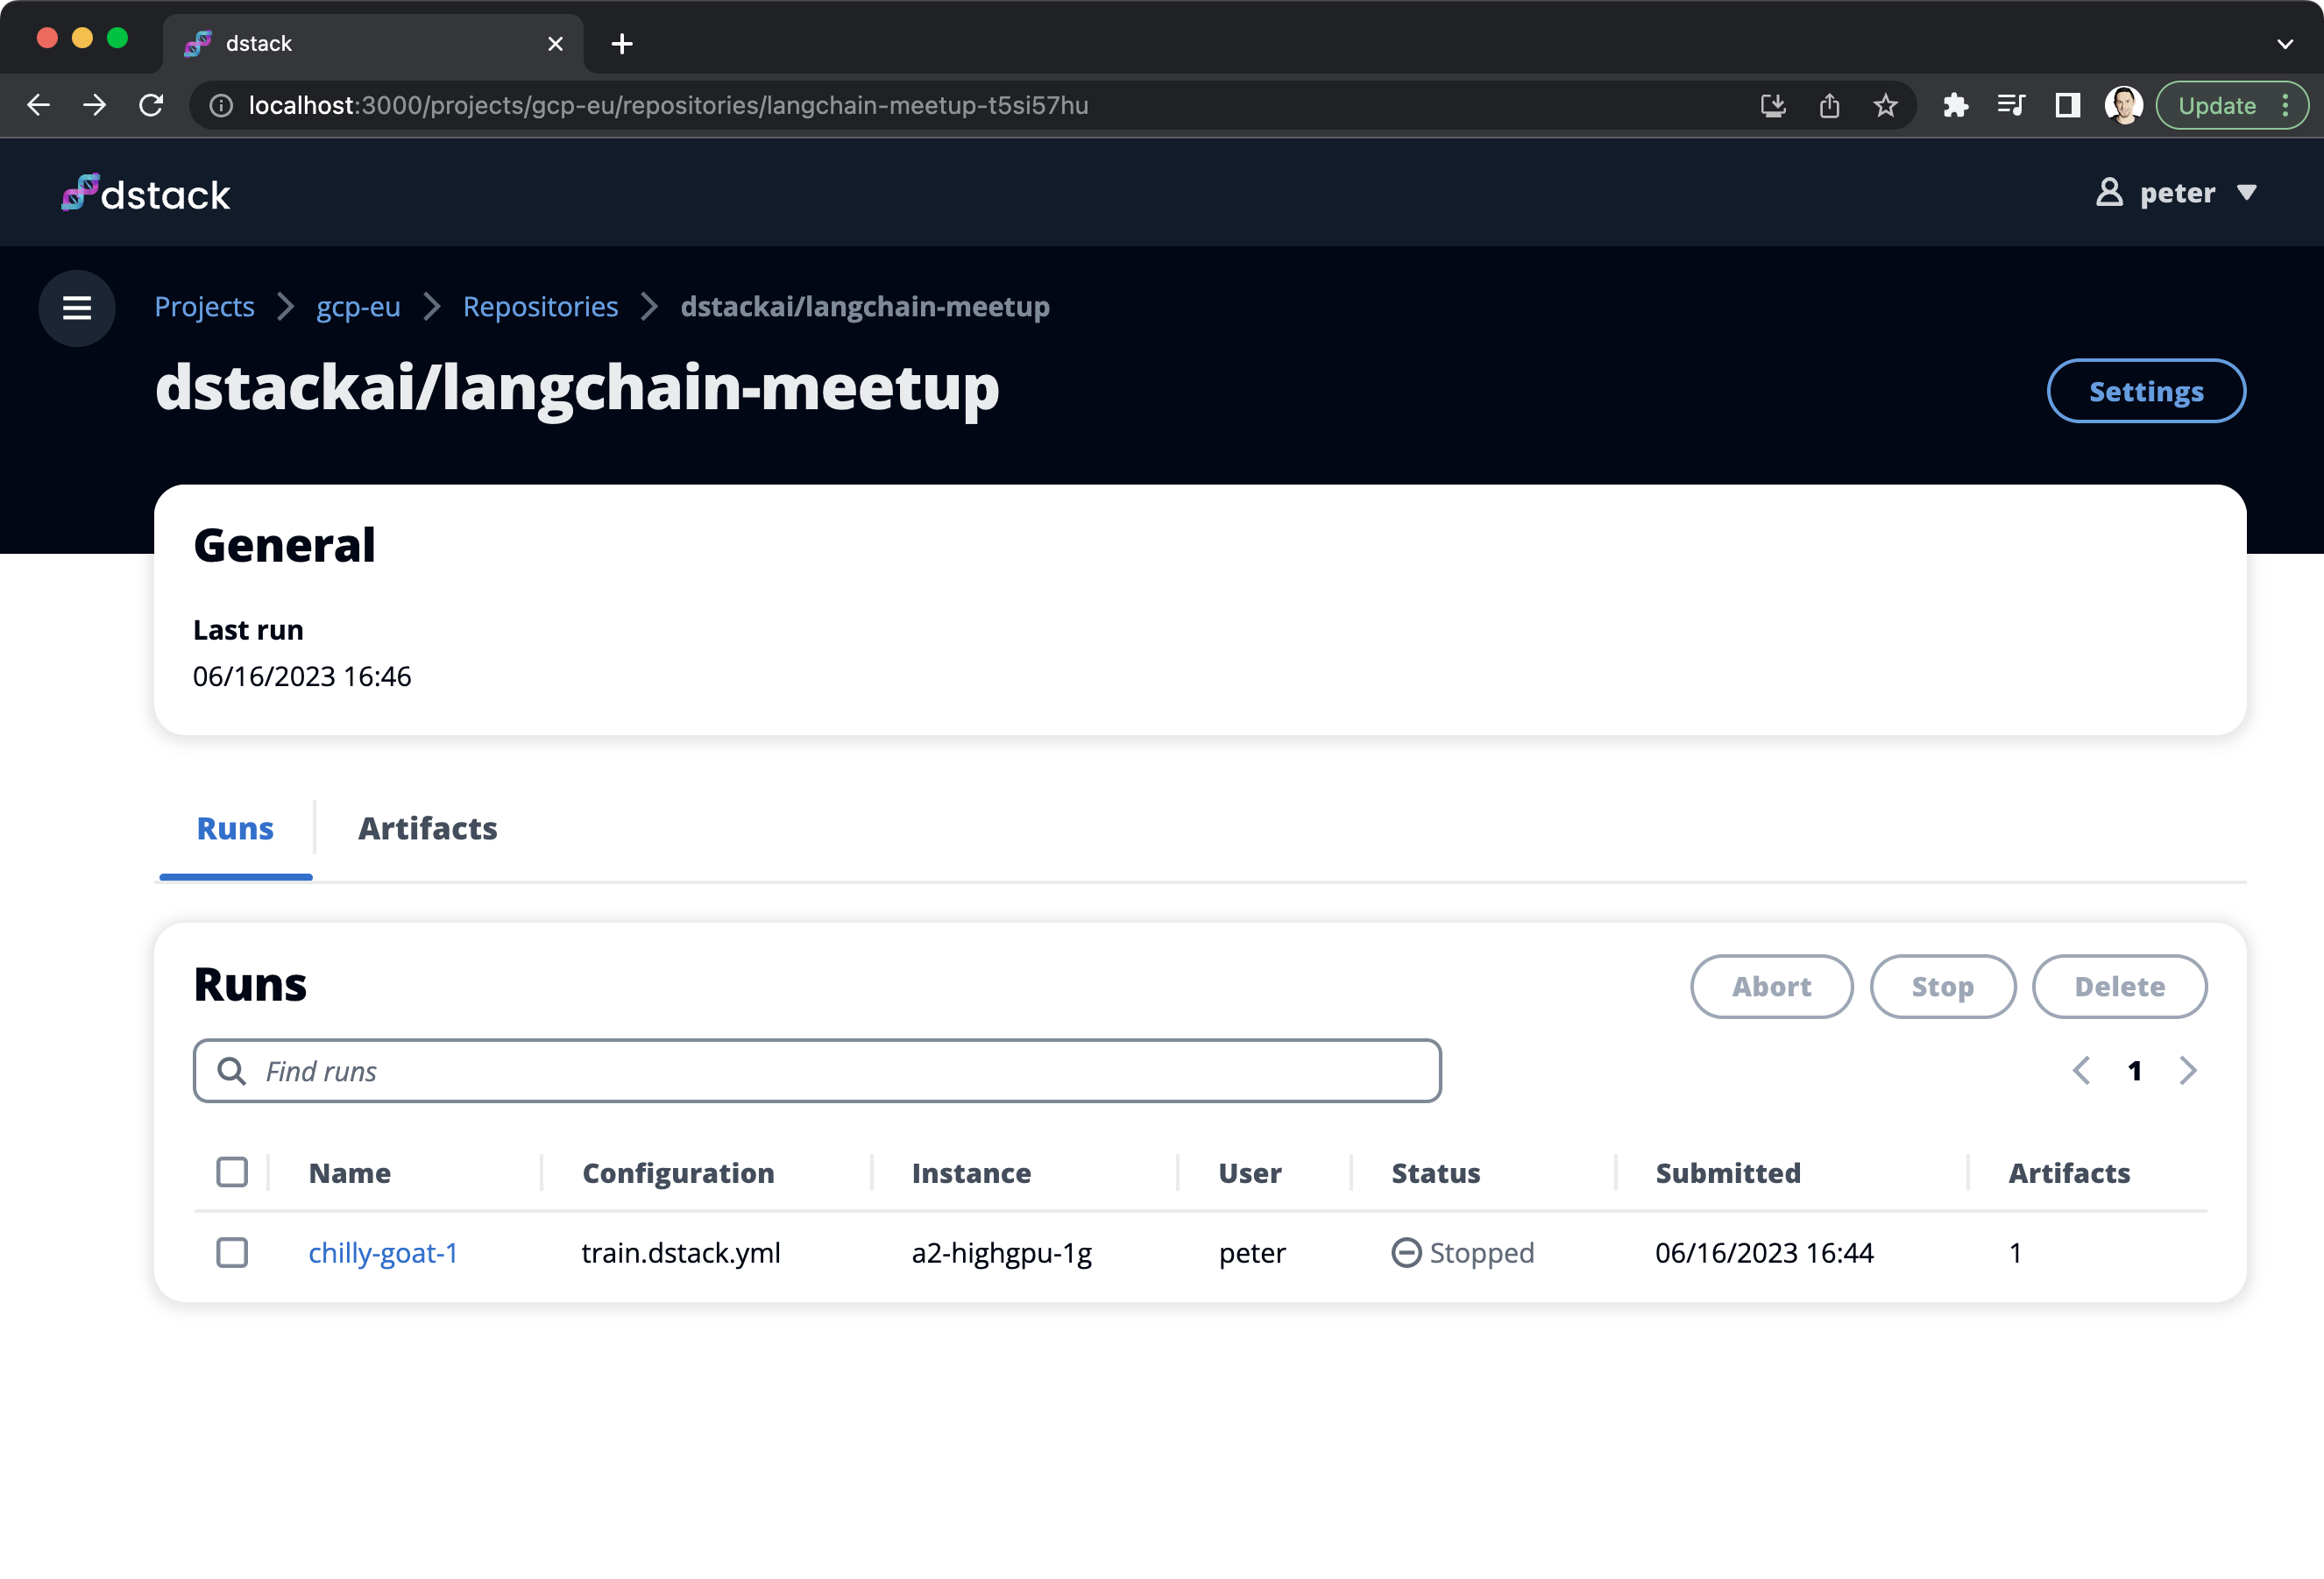 dstack
localhost:3000/projects/gcp-eu/repositories/langchain-meetup-t5si57hu
Update
dstack
peter
Projects gcp-eu Repositories dstackai/langchain-meetup
dstackai/langchain-meetup
Settings
General
Last run
06/16/2023 16:46
Runs Artifacts
Runs
Abort Stop Delete
Find runs
1
Name Configuration Instance User Status Submitted Artifacts
chilly-goat-1 train.dstack.yml a2-highgpu-1g peter Stopped 06/16/2023 16:44 1